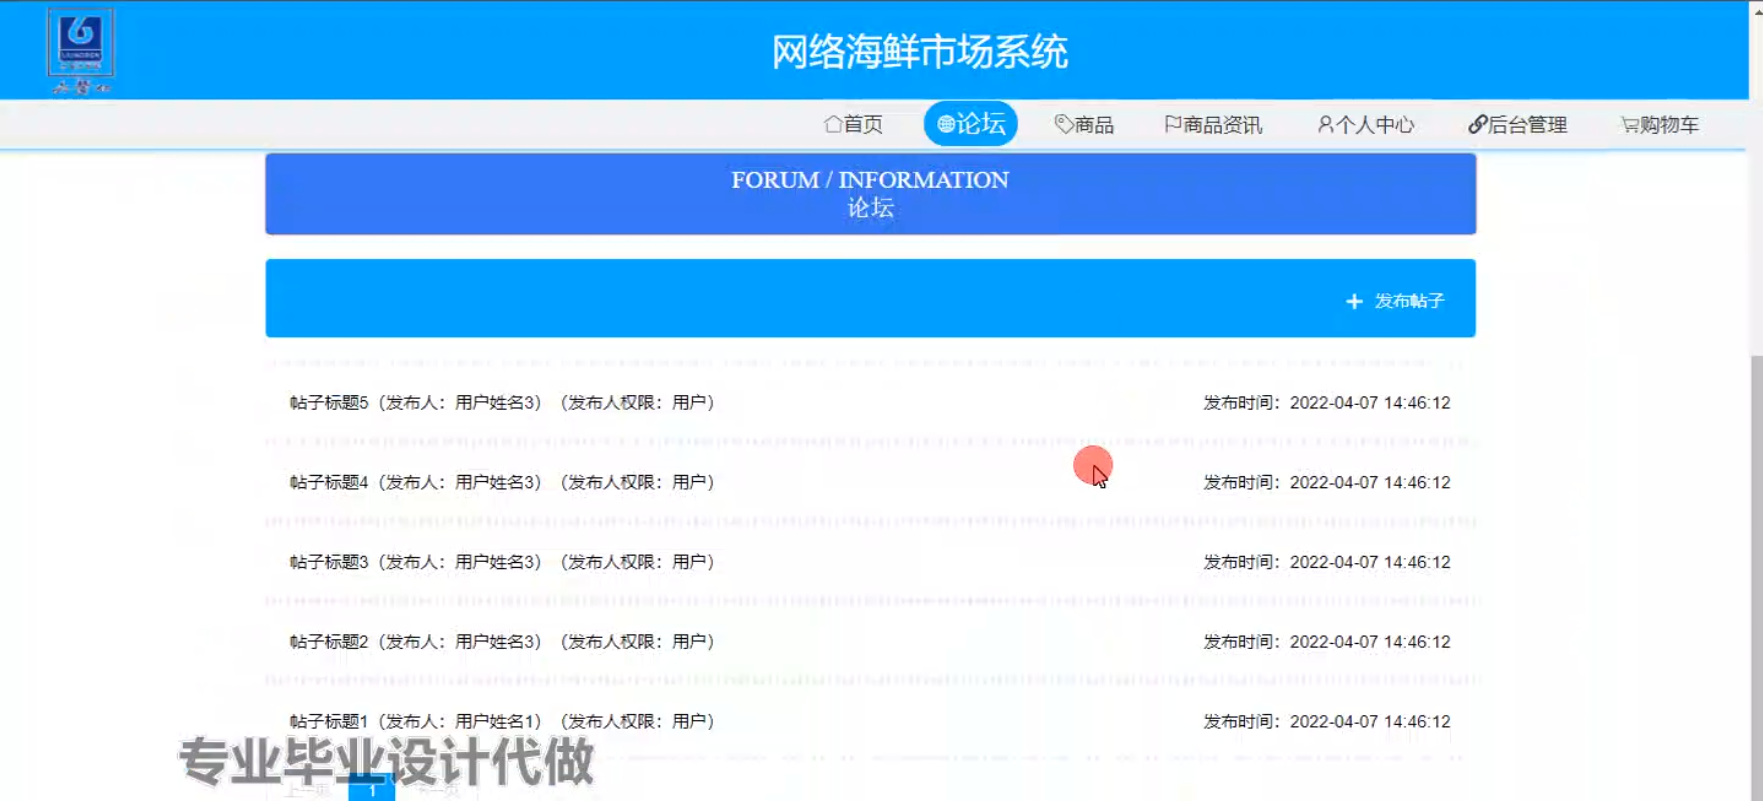 网络海鲜市场系统
首页 论坛 商品 商品资讯 个人中心 后台管理 购物车
FORUM / INFORMATION
论坛
+ 发布帖子
帖子标题5（发布人：用户姓名3）（发布人权限：用户） 发布时间：2022-04-07 14:46:12
帖子标题4（发布人：用户姓名3）（发布人权限：用户） 发布时间：2022-04-07 14:46:12
帖子标题3（发布人：用户姓名3）（发布人权限：用户） 发布时间：2022-04-07 14:46:12
帖子标题2（发布人：用户姓名3）（发布人权限：用户） 发布时间：2022-04-07 14:46:12
帖子标题1（发布人：用户姓名1）（发布人权限：用户） 发布时间：2022-04-07 14:46:12
专业毕业设计代做
上一页 1 下一页